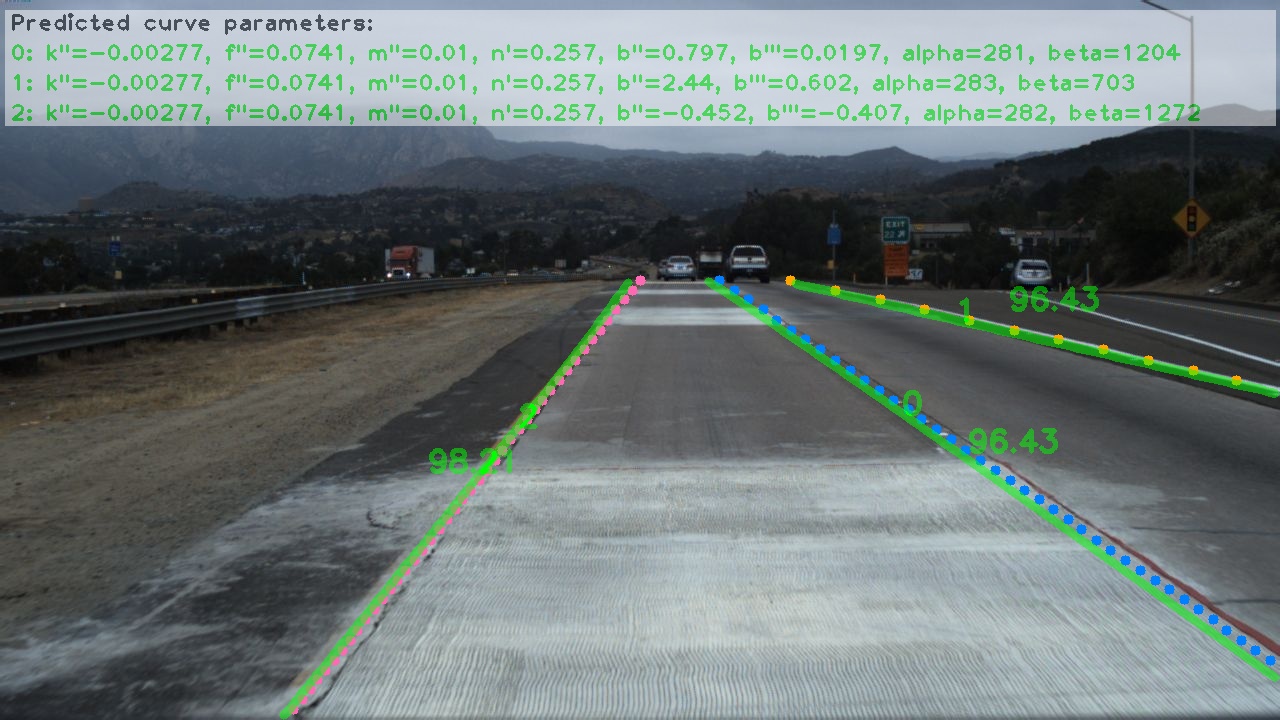 Predicted curve parameters:
0: k''=-0.00277, f''=0.0741, m''=0.01, n'=0.257, b''=0.797, b'''=0.0197, alpha=281, beta=1204
1: k''=-0.00277, f''=0.0741, m''=0.01, n'=0.257, b''=2.44, b'''=0.602, alpha=283, beta=703
2: k''=-0.00277, f''=0.0741, m''=0.01, n'=0.257, b''=-0.452, b'''=-0.407, alpha=282, beta=1272
EXIT
22
1
96.43
0
96.43
2